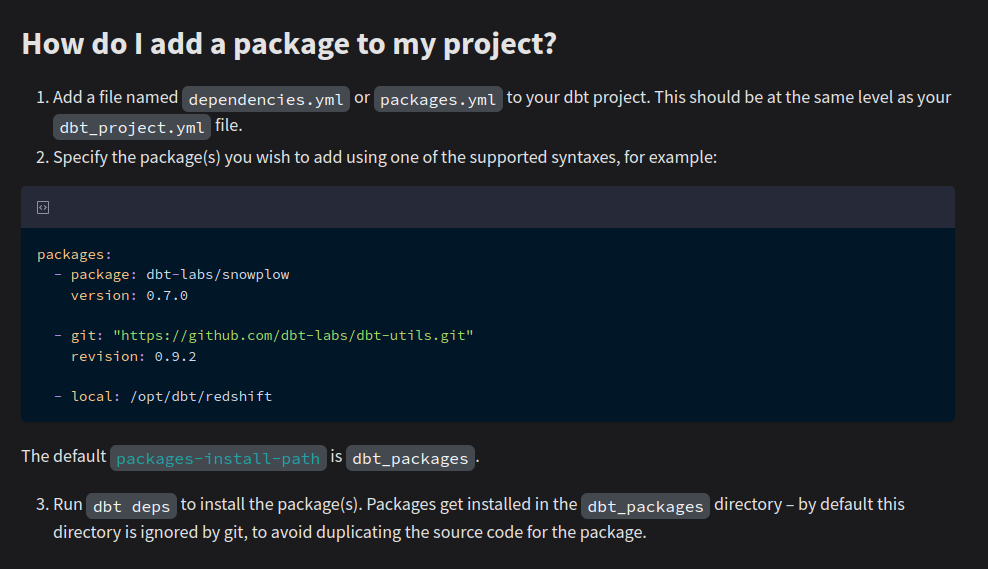 How do I add a package to my project?
1. Add a file named dependencies.yml or packages.yml to your dbt project. This should be at the same level as your
dbt_project.yml file.
2. Specify the package(s) you wish to add using one of the supported syntaxes, for example:
packages:
  - package: dbt-labs/snowplow
    version: 0.7.0
  - git: "https://github.com/dbt-labs/dbt-utils.git"
    revision: 0.9.2
  - local: /opt/dbt/redshift
The default packages-install-path is dbt_packages.
3. Run dbt deps to install the package(s). Packages get installed in the dbt_packages directory – by default this
directory is ignored by git, to avoid duplicating the source code for the package.